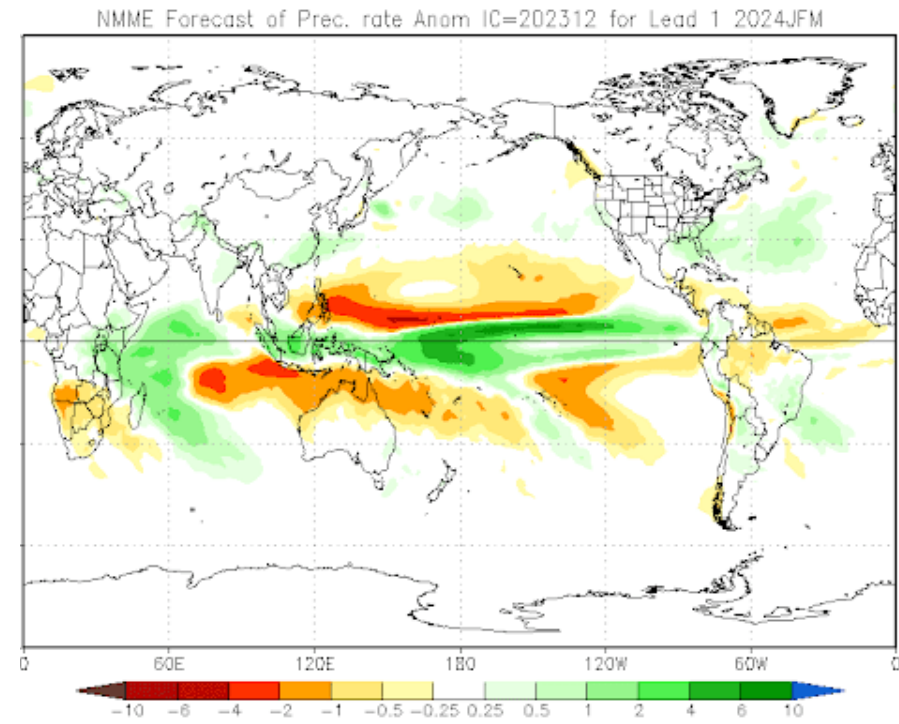 NMME Forecast of Prec. rate Anom IC=202312 for Lead 1 2024JFM
0 60E 120E 180 120W 60W 0
-10 -6 -4 -2 -1 -0.5 -0.25 0.25 0.5 1 2 4 6 10